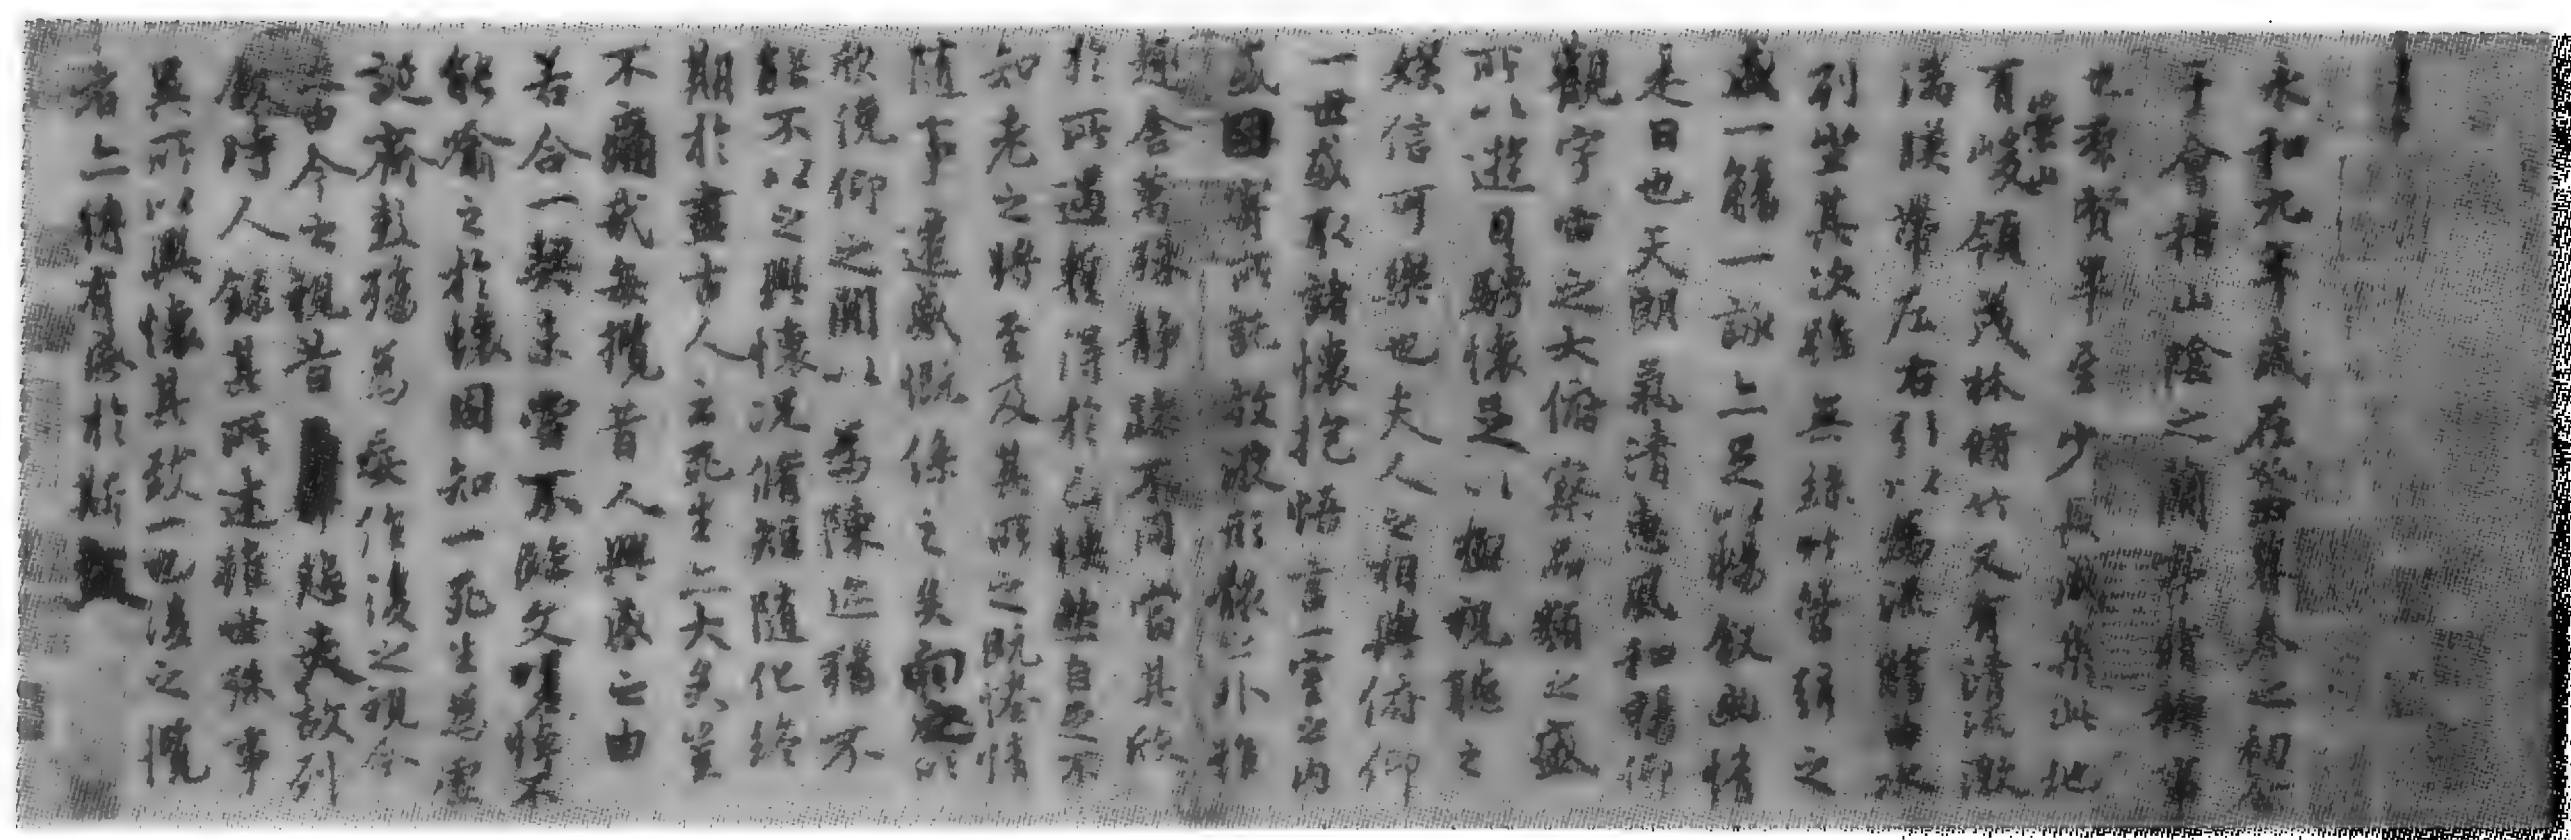 永和九年歲在癸丑暮春之初會
于會稽山陰之蘭亭脩禊事
也羣賢畢至少長咸集此地
有崇山峻領茂林脩竹又有清流激
湍暎帶左右引以為流觴曲水
列坐其次雖無絲竹管弦之
盛一觴一詠亦足以暢敘幽情
是日也天朗氣清惠風和暢仰
觀宇宙之大俯察品類之盛
所以遊目騁懷足以極視聽之
娛信可樂也夫人之相與俯仰
一世或取諸懷抱悟言一室之內
或因寄所託放浪形骸之外雖
趣舍萬殊靜躁不同當其欣
於所遇蹔得於己怏然自足不
知老之將至及其所之既惓情
隨事遷感慨係之矣向之所
欣俛仰之閒以為陳迹猶不
能不以之興懷況脩短隨化終
期於盡古人云死生亦大矣豈
不痛哉每攬昔人興感之由
若合一契未嘗不臨文嗟悼不
能喻之於懷固知一死生為虛
誕齊彭殤為妄作後之視今
亦由今之視昔悲夫故列
敘時人錄其所述雖世殊事
異所以興懷其致一也後之攬
者亦將有感於斯文